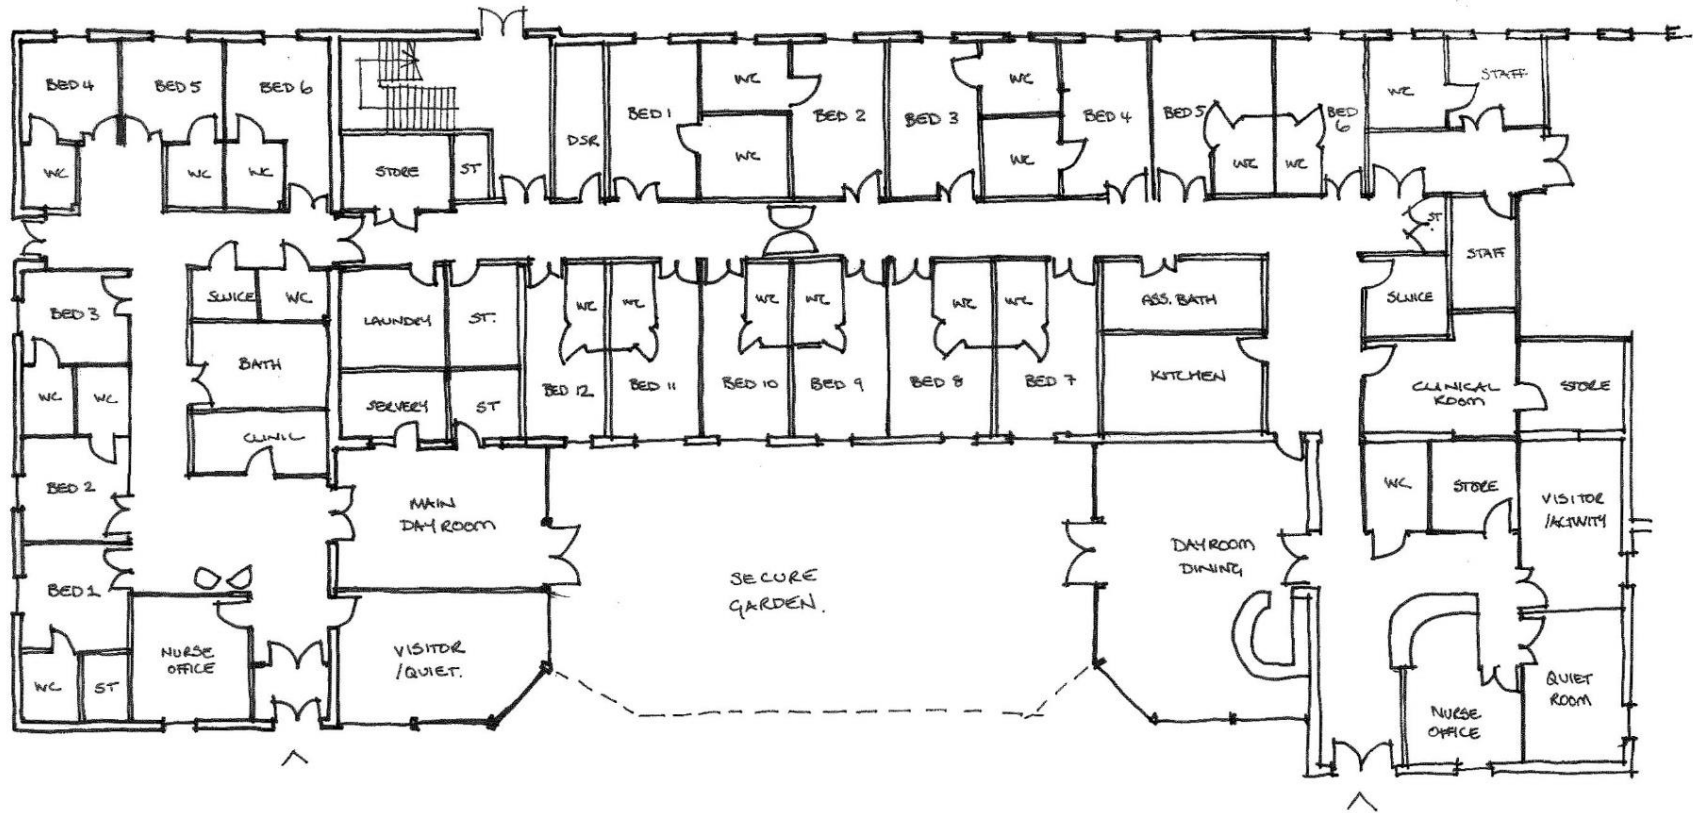 BED 4
BED 5
BED 6
WC
WC
WC
STORE
ST
DSR
BED 1
WC
WC
BED 2
BED 3
WC
WC
BED 4
BED 5
WC
WC
BED
6
WC
STAFF
ST.
STAFF
BED 3
SLUICE
WC
LAUNDRY
ST.
WC
WC
WC
WC
WC
WC
ASS. BATH
SLUICE
BATH
WC
WC
SERVERY
ST
BED 12
BED 11
BED 10
BED 9
BED 8
BED 7
KITCHEN
CLINICAL
ROOM
STORE
CLINIC
BED 2
MAIN
DAY ROOM
WC
STORE
VISITOR
/ACTIVITY
DAYROOM
DINING
SECURE
GARDEN.
BED 1
WC
ST
NURSE
OFFICE
VISITOR
/QUIET.
NURSE
OFFICE
QUIET
ROOM